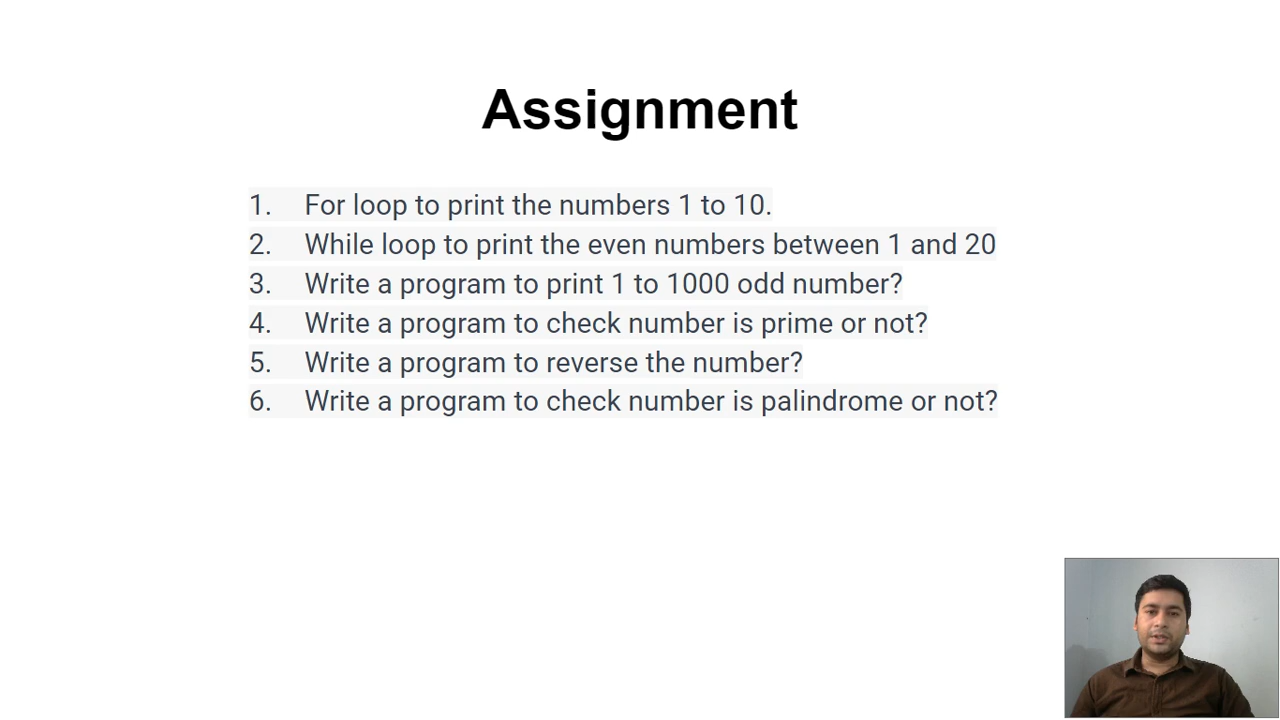 Assignment
1. For loop to print the numbers 1 to 10.
2. While loop to print the even numbers between 1 and 20
3. Write a program to print 1 to 1000 odd number?
4. Write a program to check number is prime or not?
5. Write a program to reverse the number?
6. Write a program to check number is palindrome or not?